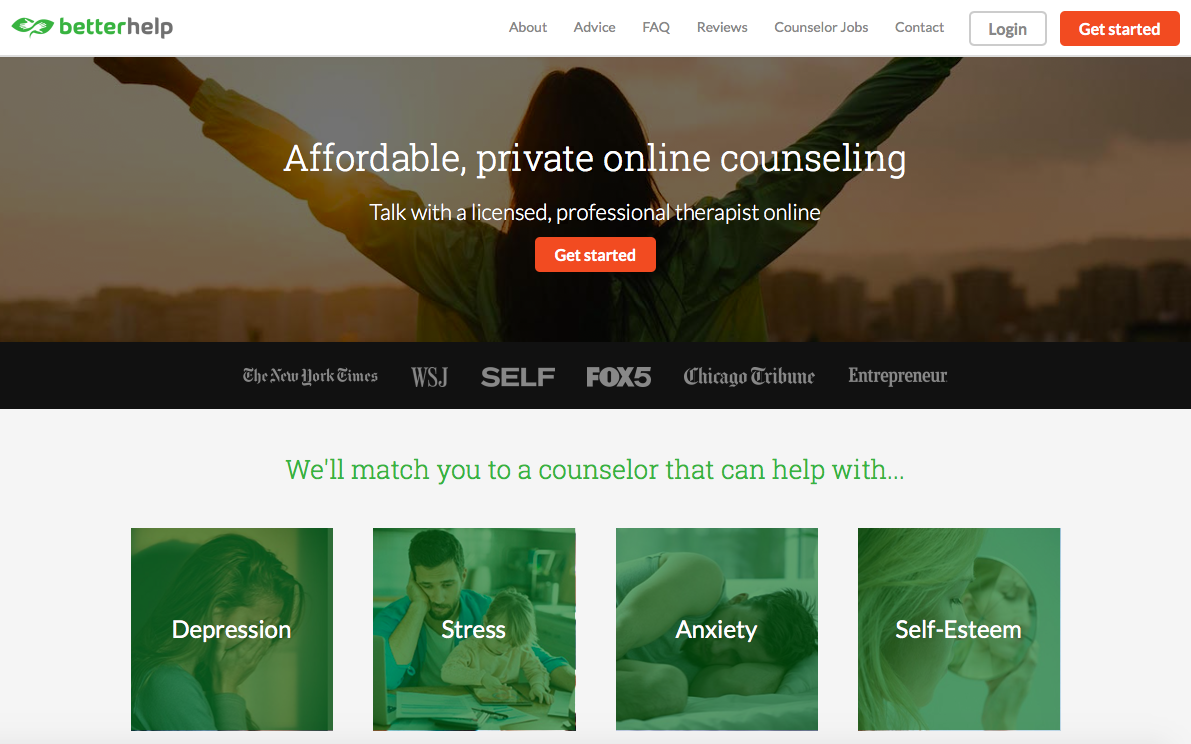 betterhelp
About Advice FAQ Reviews Counselor Jobs Contact Login Get started
Affordable, private online counseling
Talk with a licensed, professional therapist online
Get started
The New York Times WSJ SELF FOX5 Chicago Tribune Entrepreneur
We'll match you to a counselor that can help with...
Depression Stress Anxiety Self-Esteem